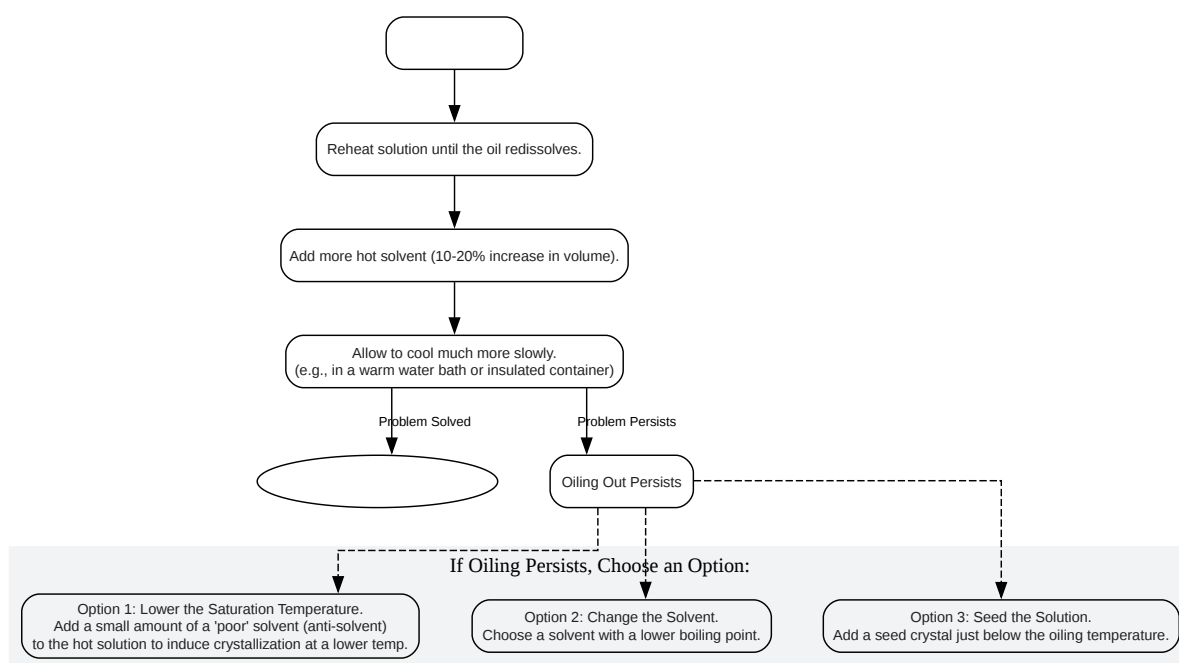 Reheat solution until the oil redissolves.
Add more hot solvent (10-20% increase in volume).
Allow to cool much more slowly.
(e.g., in a warm water bath or insulated container)
Problem Solved
Problem Persists
Oiling Out Persists
If Oiling Persists, Choose an Option:
Option 1: Lower the Saturation Temperature.
Add a small amount of a 'poor' solvent (anti-solvent)
to the hot solution to induce crystallization at a lower temp.
Option 2: Change the Solvent.
Choose a solvent with a lower boiling point.
Option 3: Seed the Solution.
Add a seed crystal just below the oiling temperature.